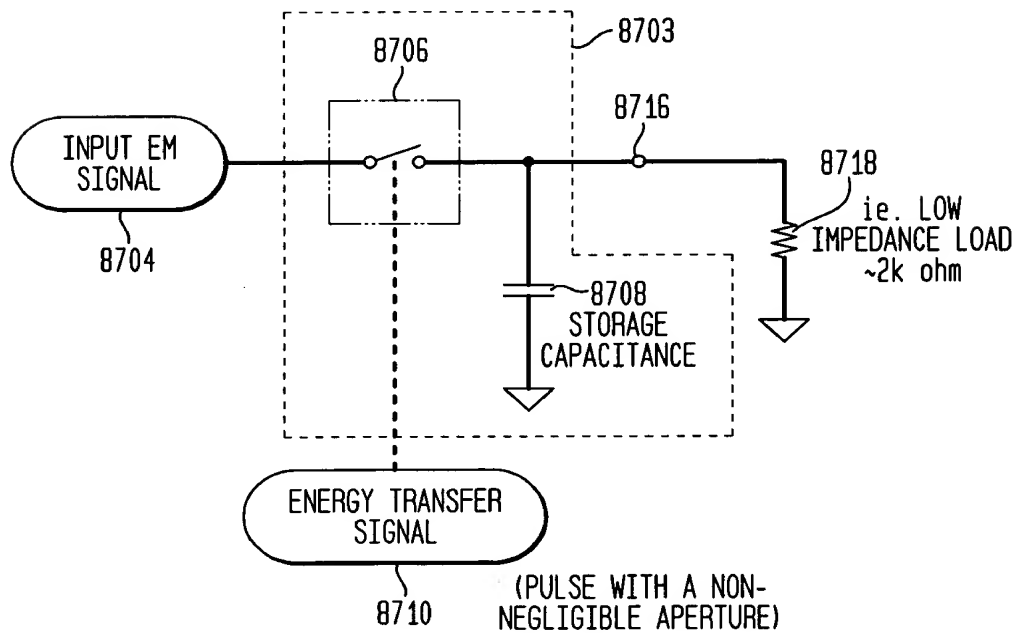 8703
8706
8716
INPUT EM
SIGNAL
8704
8718
ie. LOW
IMPEDANCE LOAD
~2k ohm
8708
STORAGE
CAPACITANCE
ENERGY TRANSFER
SIGNAL
8710
(PULSE WITH A NON-
NEGLIGIBLE APERTURE)